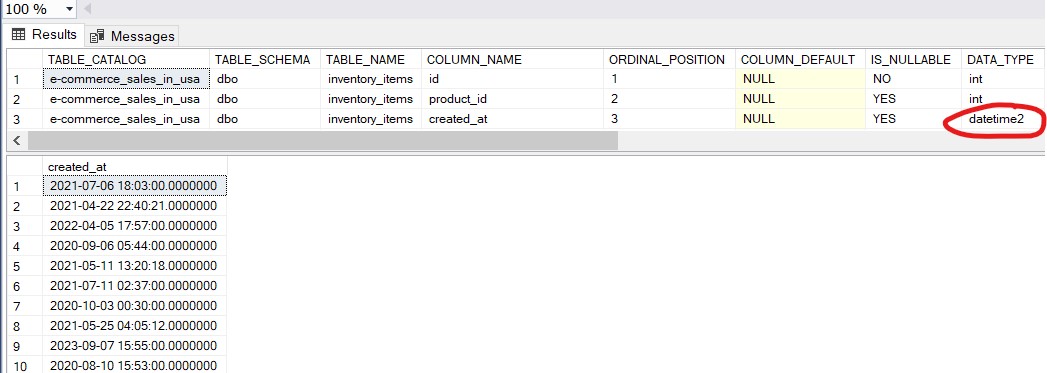 100 %
Results Messages
TABLE_CATALOG TABLE_SCHEMA TABLE_NAME COLUMN_NAME ORDINAL_POSITION COLUMN_DEFAULT IS_NULLABLE DATA_TYPE
1 e-commerce_sales_in_usa dbo inventory_items id 1 NULL NO int
2 e-commerce_sales_in_usa dbo inventory_items product_id 2 NULL YES int
3 e-commerce_sales_in_usa dbo inventory_items created_at 3 NULL YES datetime2
created_at
1 2021-07-06 18:03:00.0000000
2 2021-04-22 22:40:21.0000000
3 2022-04-05 17:57:00.0000000
4 2020-09-06 05:44:00.0000000
5 2021-05-11 13:20:18.0000000
6 2021-07-11 02:37:00.0000000
7 2020-10-03 00:30:00.0000000
8 2021-05-25 04:05:12.0000000
9 2023-09-07 15:55:00.0000000
10 2020-08-10 15:53:00.0000000